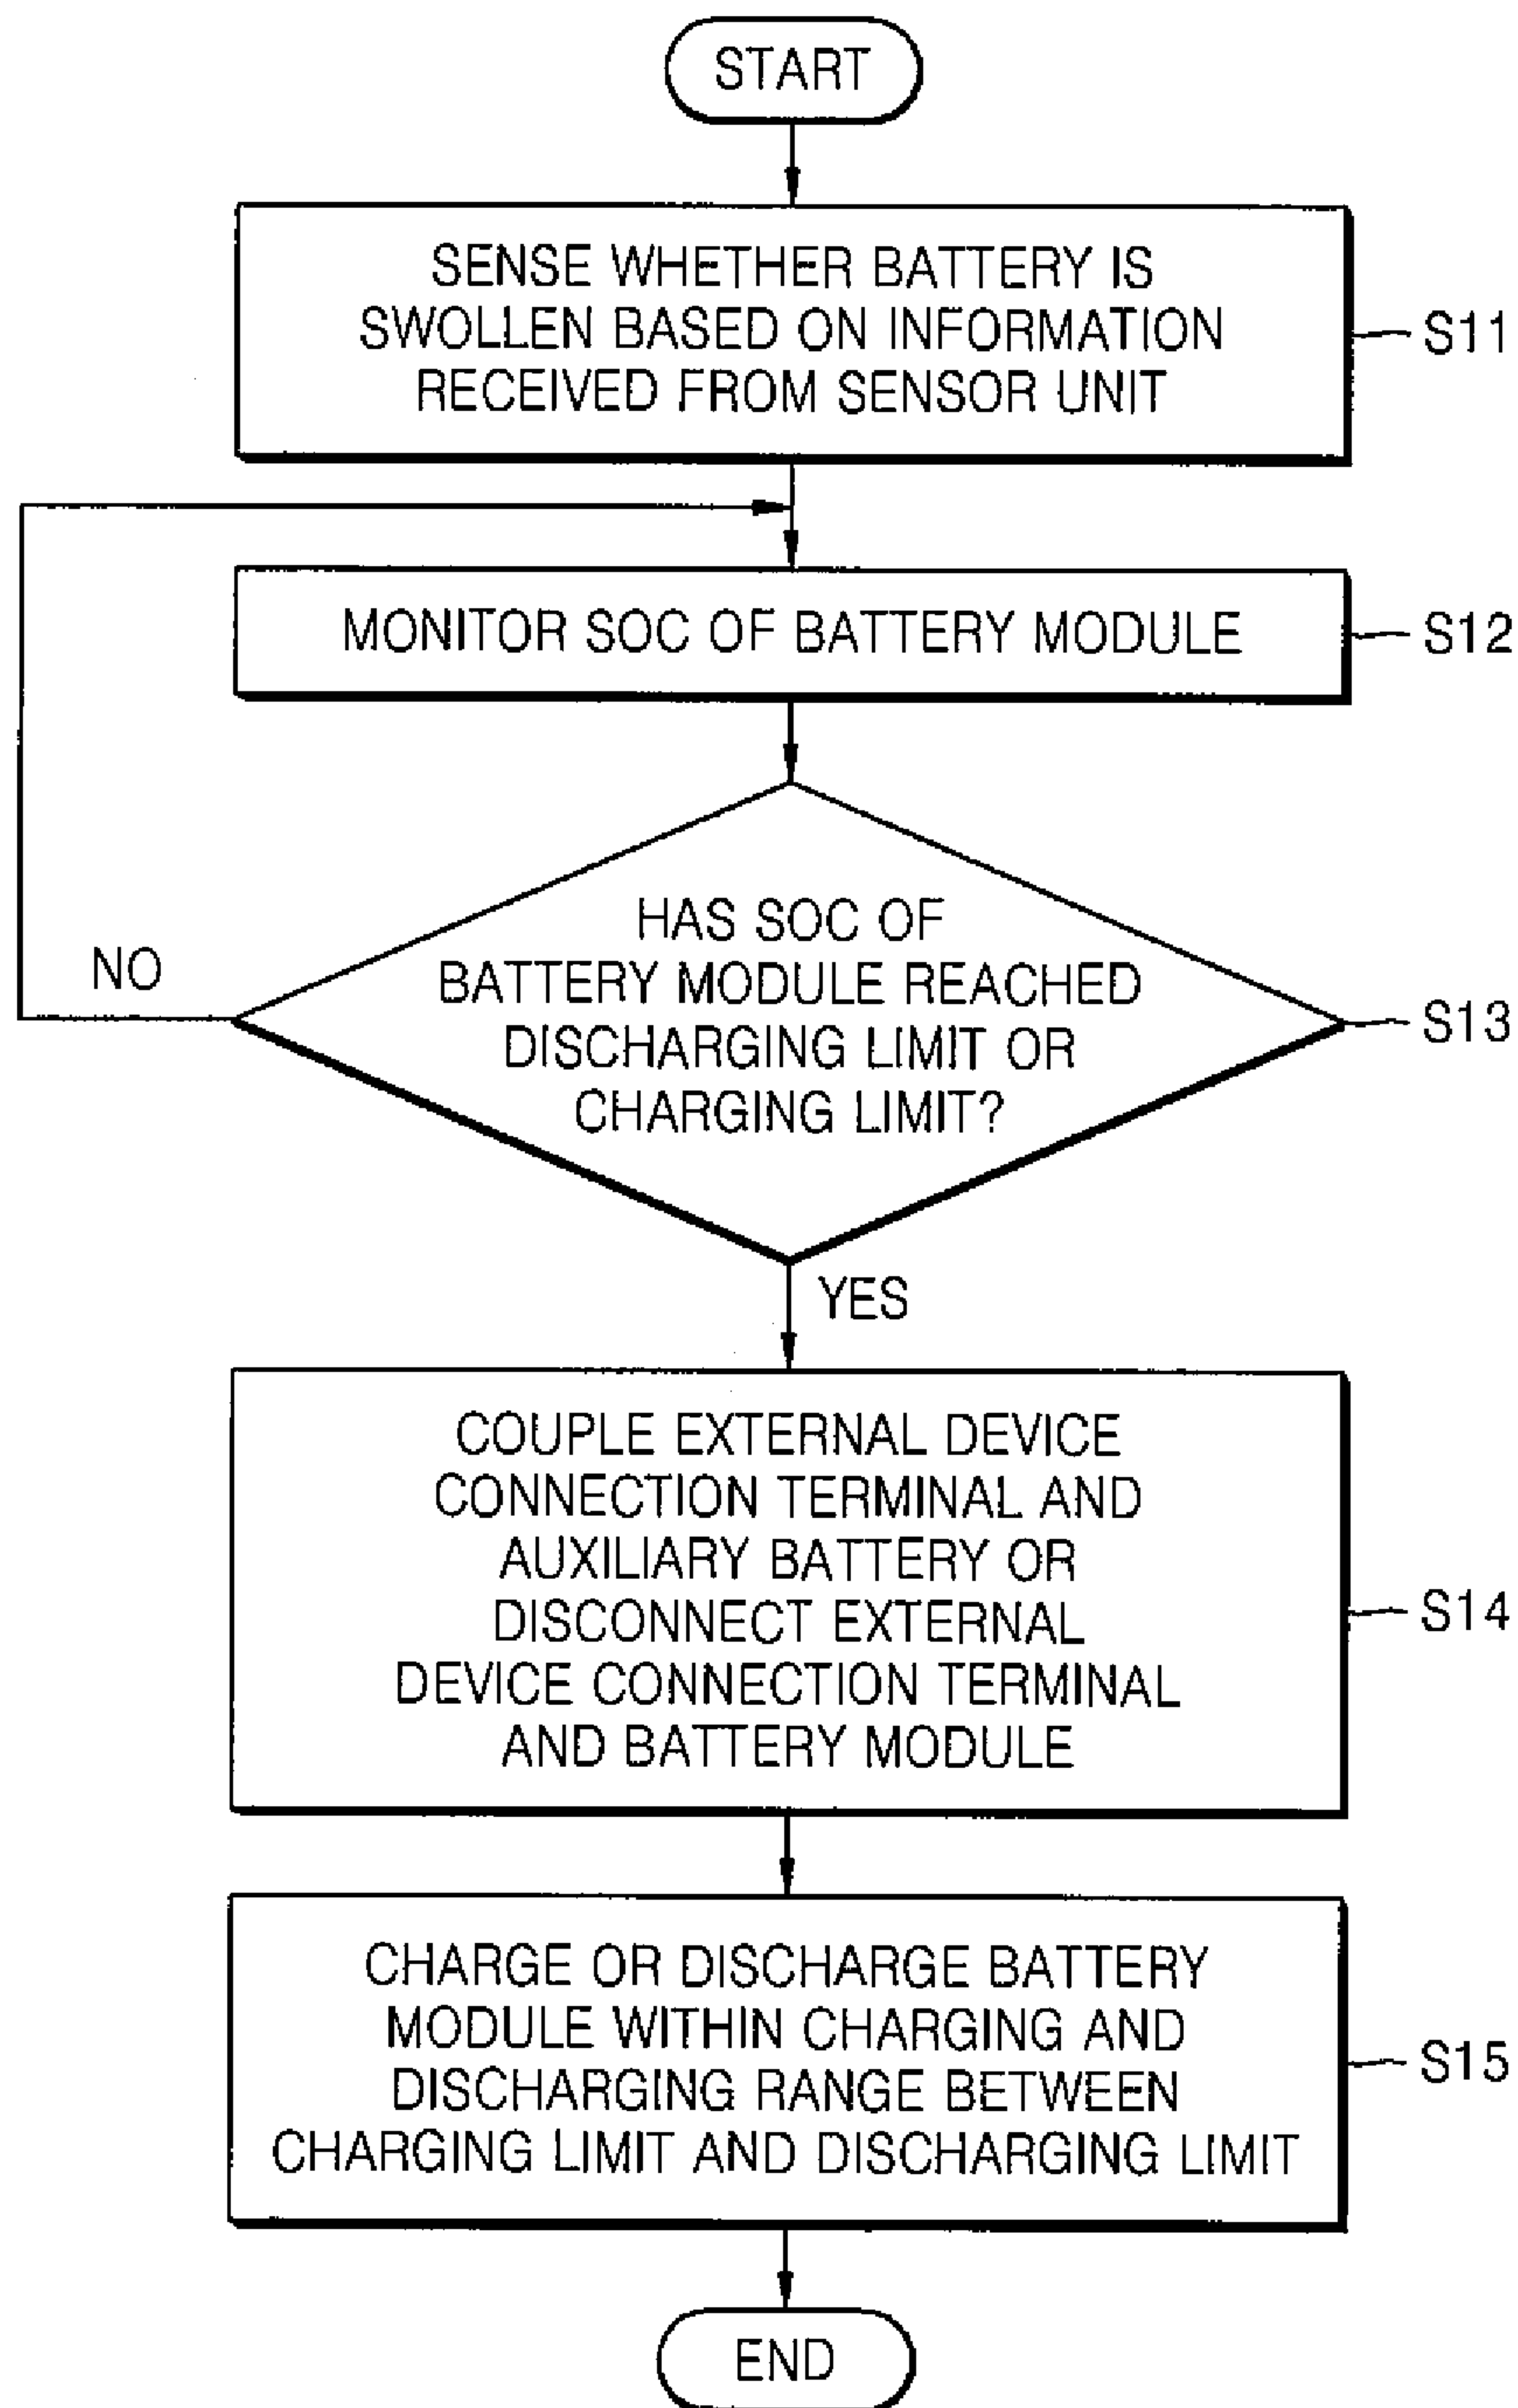 START
SENSE WHETHER BATTERY IS
SWOLLEN BASED ON INFORMATION
RECEIVED FROM SENSOR UNIT
S11
MONITOR SOC OF BATTERY MODULE
S12
HAS SOC OF
BATTERY MODULE REACHED
DISCHARGING LIMIT OR
CHARGING LIMIT?
S13
NO
YES
COUPLE EXTERNAL DEVICE
CONNECTION TERMINAL AND
AUXILIARY BATTERY OR
DISCONNECT EXTERNAL
DEVICE CONNECTION TERMINAL
AND BATTERY MODULE
S14
CHARGE OR DISCHARGE BATTERY
MODULE WITHIN CHARGING AND
DISCHARGING RANGE BETWEEN
CHARGING LIMIT AND DISCHARGING LIMIT
S15
END